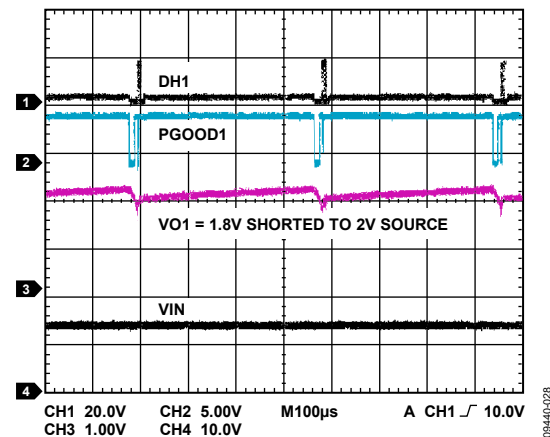 DH1
1
PGOOD1
2
VO1 = 1.8V SHORTED TO 2V SOURCE
3
VIN
4
CH1 20.0V CH2 5.00V M100µs A CH1 10.0V
CH3 1.00V CH4 10.0V
09440-028